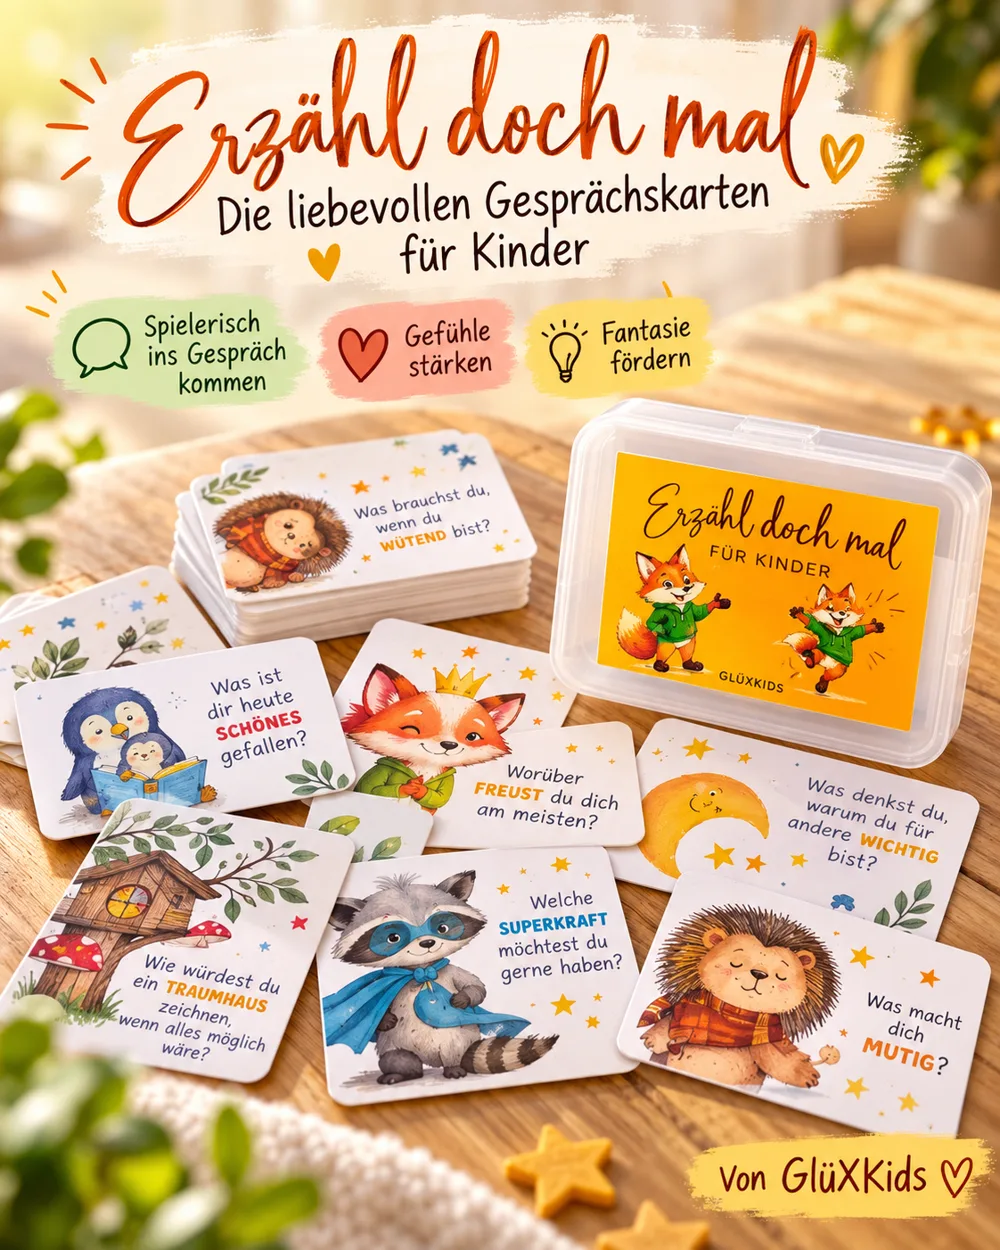 Erzähl doch mal
Die liebevollen Gesprächskarten
für Kinder
Spielerisch
ins Gespräch
kommen
Gefühle
stärken
Fantasie
fördern
Was brauchst du,
wenn du
WÜTEND bist?
Erzähl doch mal
FÜR KINDER
GLÜXKIDS
Was ist
dir heute
SCHÖNES
gefallen?
Worüber
FREUST du dich
am meisten?
Was denkst du,
warum du für
andere WICHTIG
bist?
Wie würdest du
ein TRAUMHAUS
zeichnen,
wenn alles möglich
wäre?
Welche
SUPERKRAFT
möchtest du
gerne haben?
Was macht
dich
MUTIG?
Von GlüXKids